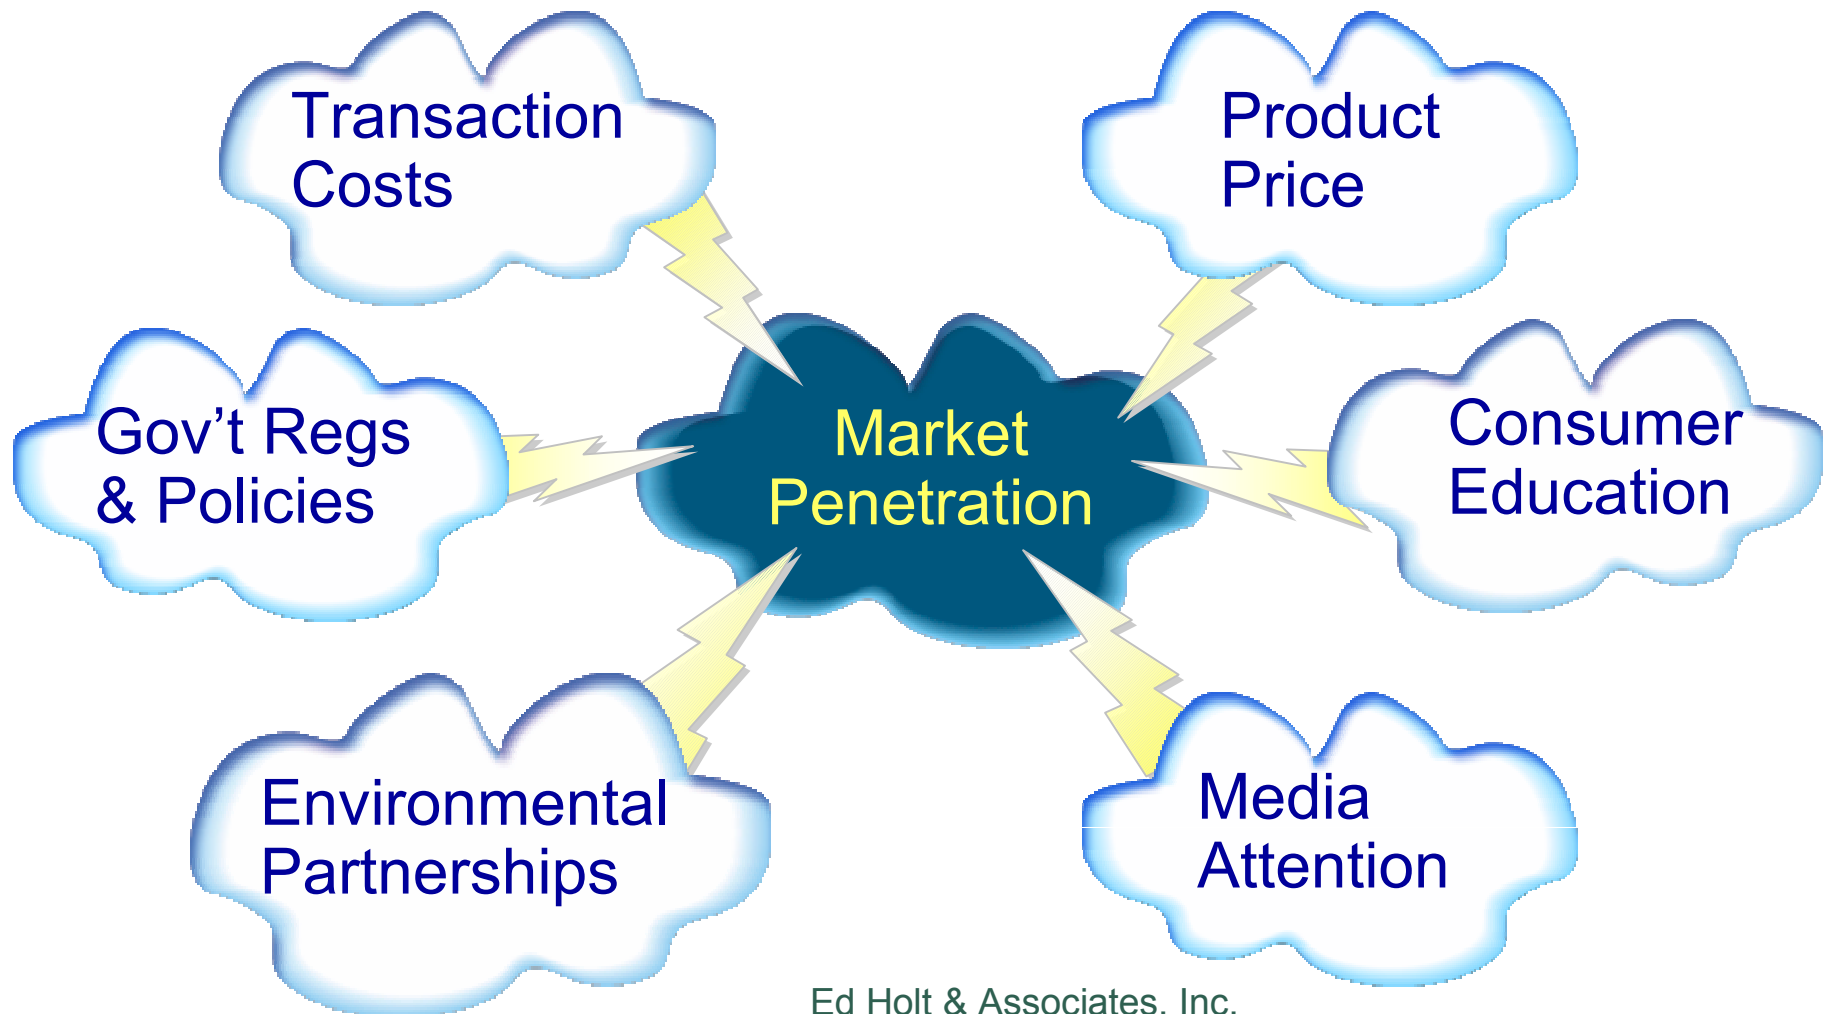 Transaction
Costs
Product
Price
Gov’t Regs
& Policies
Market
Penetration
Consumer
Education
Environmental
Partnerships
Media
Attention
Ed Holt & Associates, Inc.